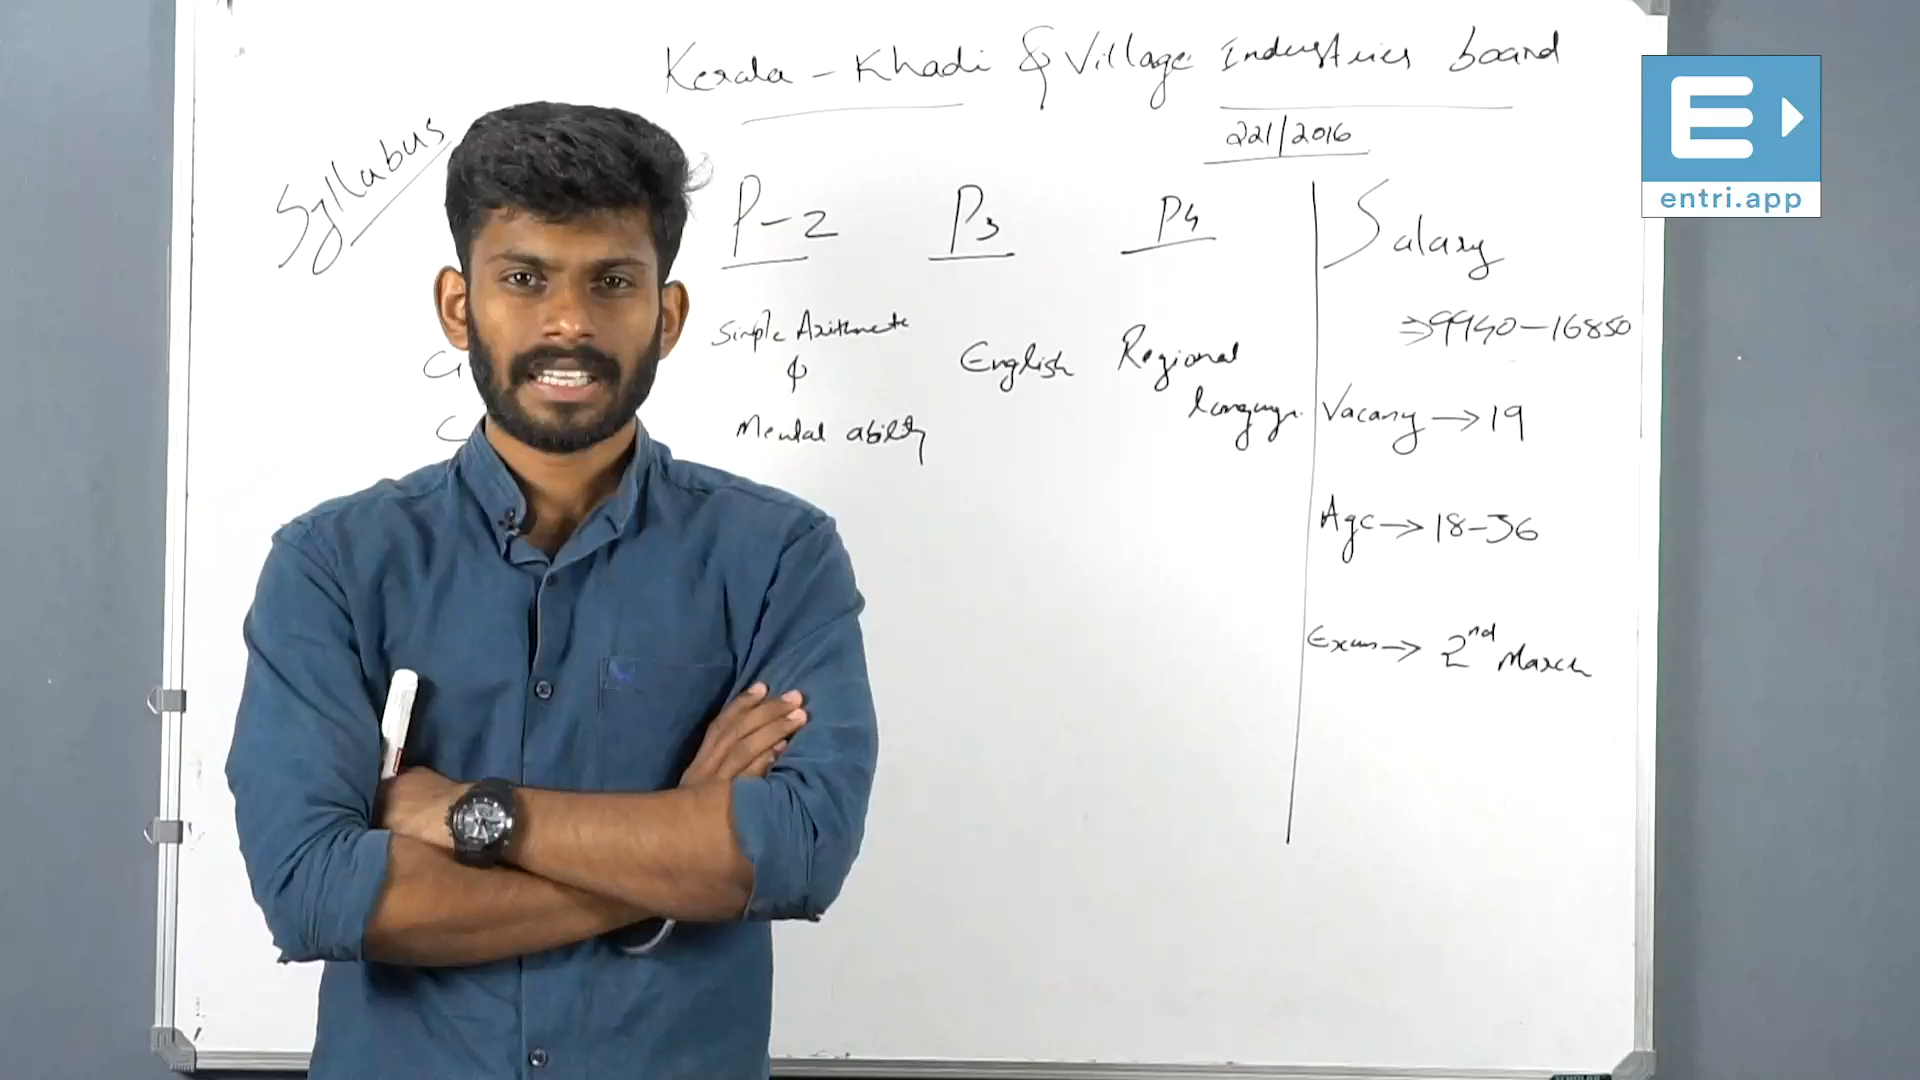 Kerala - Khadi & Village Industries board
221/2016
Syllabus
P-2
P3
P4
Salary
Simple Arithmetic
&
Mental ability
English
Regional
language.
⇒ 9940-16850
Vacany → 19
Age → 18-36
Exam → 2nd March
E
entri.app